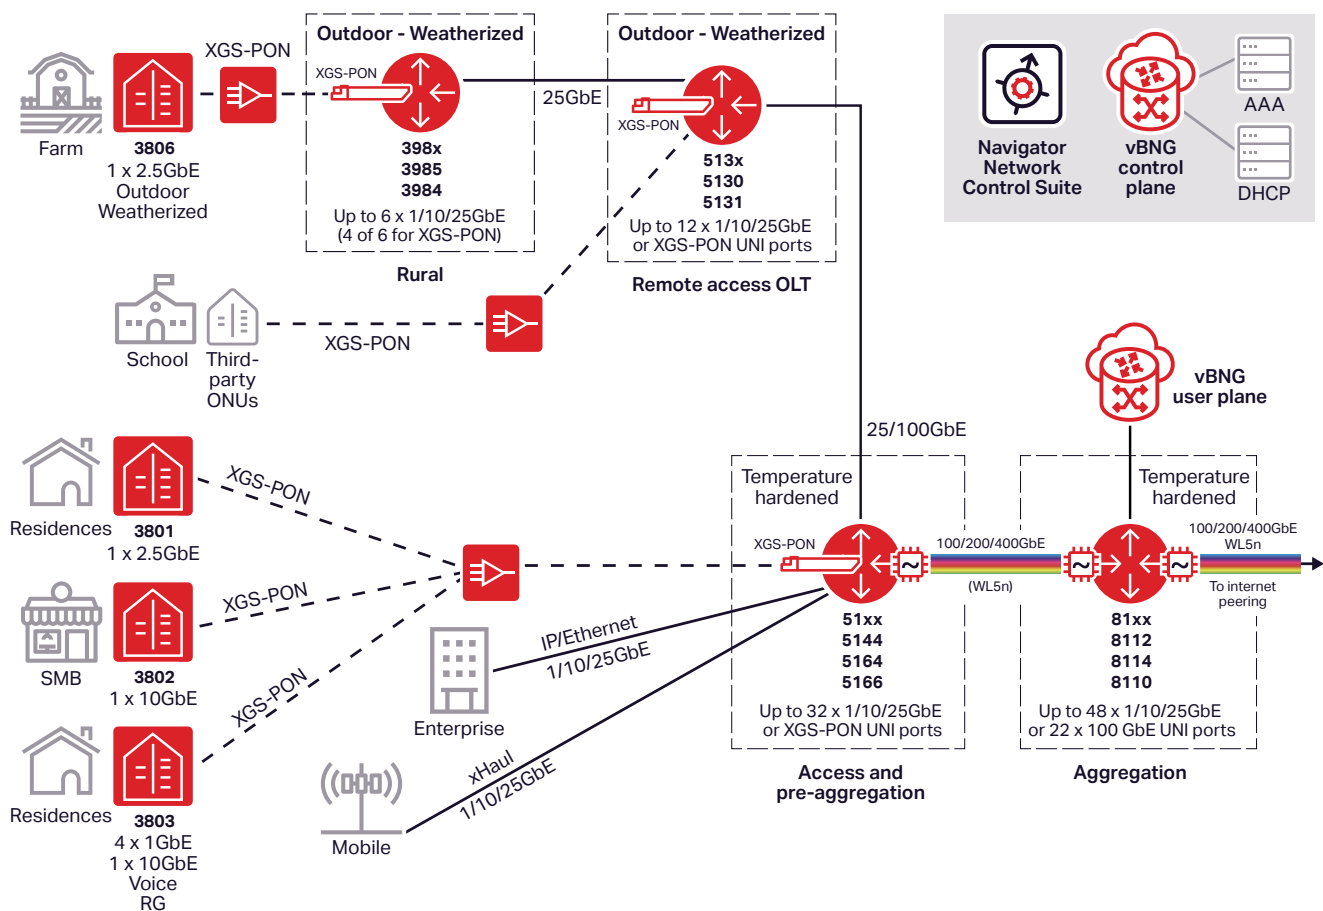 XGS-PON
Farm
3806
1 x 2.5GbE
Outdoor
Weatherized
Outdoor - Weatherized
XGS-PON
398x
3985
3984
Up to 6 x 1/10/25GbE
(4 of 6 for XGS-PON)
Rural
25GbE
Outdoor - Weatherized
XGS-PON
513x
5130
5131
Up to 12 x 1/10/25GbE
or XGS-PON UNI ports
Remote access OLT
Navigator
Network
Control Suite
vBNG
control
plane
AAA
DHCP
School
Third-
party
ONUs
XGS-PON
25/100GbE
vBNG
user plane
Residences
3801
1 x 2.5GbE
XGS-PON
SMB
3802
1 x 10GbE
XGS-PON
Residences
3803
4 x 1GbE
1 x 10GbE
Voice
RG
XGS-PON
Enterprise
IP/Ethernet
1/10/25GbE
Mobile
xHaul
1/10/25GbE
Temperature
hardened
XGS-PON
51xx
5144
5164
5166
Up to 32 x 1/10/25GbE
or XGS-PON UNI ports
Access and
pre-aggregation
100/200/400GbE
(WL5n)
Temperature
hardened
81xx
8112
8114
8110
Up to 48 x 1/10/25GbE
or 22 x 100 GbE UNI ports
Aggregation
100/200/400GbE
WL5n
To internet
peering